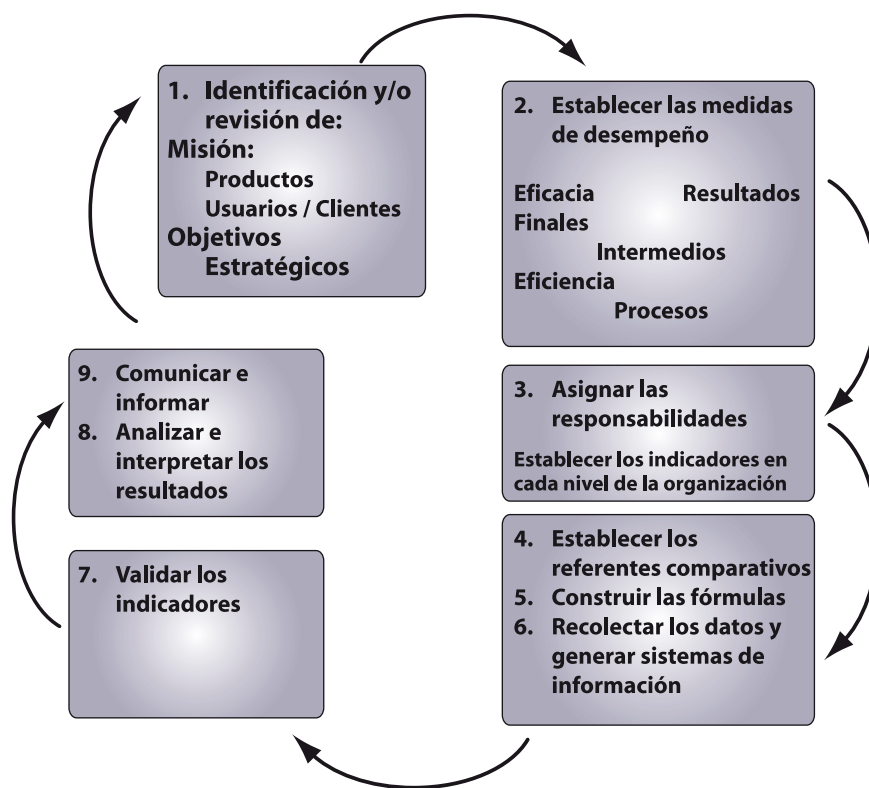 1. Identificación y/o
revisión de:
Misión:
Productos
Usuarios / Clientes
Objetivos
Estratégicos
2. Establecer las medidas
de desempeño
Eficacia Resultados
Finales
Intermedios
Eficiencia
Procesos
3. Asignar las
responsabilidades
Establecer los indicadores en
cada nivel de la organización
4. Establecer los
referentes comparativos
5. Construir las fórmulas
6. Recolectar los datos y
generar sistemas de
información
7. Validar los
indicadores
9. Comunicar e
informar
8. Analizar e
interpretar los
resultados